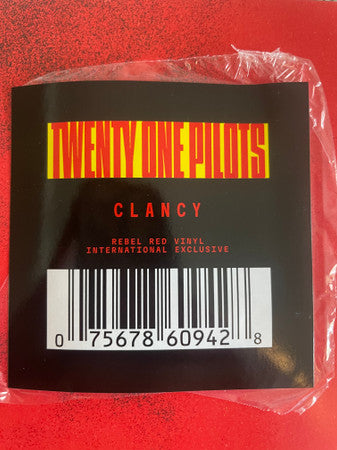 TWENTY ONE PILOTS
CLANCY
REBEL RED VINYL
INTERNATIONAL EXCLUSIVE
0 75678 60942 8